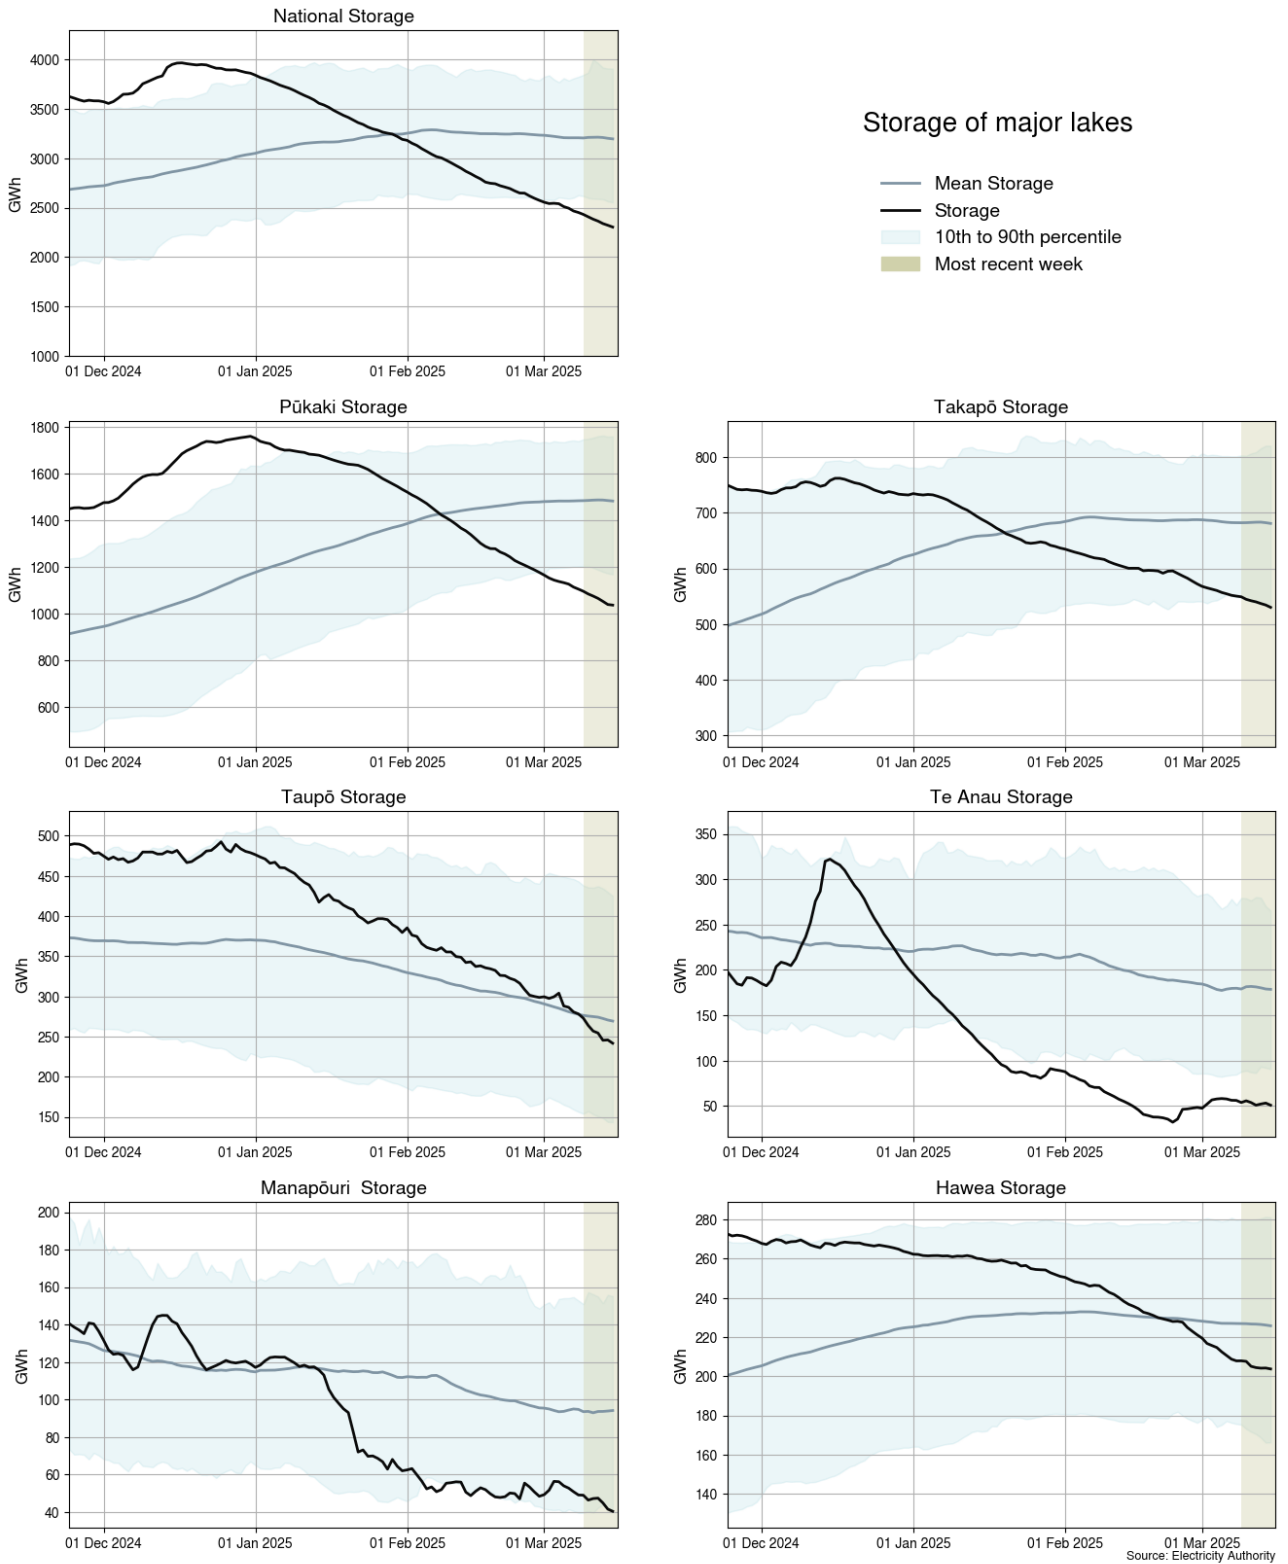 National Storage
4000
3500
3000
2500
2000
1500
1000
GWh
01 Dec 2024 01 Jan 2025 01 Feb 2025 01 Mar 2025
Storage of major lakes
Mean Storage
Storage
10th to 90th percentile
Most recent week
Pūkaki Storage
1800
1600
1400
1200
1000
800
600
GWh
01 Dec 2024 01 Jan 2025 01 Feb 2025 01 Mar 2025
Takapō Storage
800
700
600
500
400
300
GWh
01 Dec 2024 01 Jan 2025 01 Feb 2025 01 Mar 2025
Taupō Storage
500
450
400
350
300
250
200
150
GWh
01 Dec 2024 01 Jan 2025 01 Feb 2025 01 Mar 2025
Te Anau Storage
350
300
250
200
150
100
50
GWh
01 Dec 2024 01 Jan 2025 01 Feb 2025 01 Mar 2025
Manapōuri  Storage
200
180
160
140
120
100
80
60
40
GWh
01 Dec 2024 01 Jan 2025 01 Feb 2025 01 Mar 2025
Hawea Storage
280
260
240
220
200
180
160
140
GWh
01 Dec 2024 01 Jan 2025 01 Feb 2025 01 Mar 2025
Source: Electricity Authority